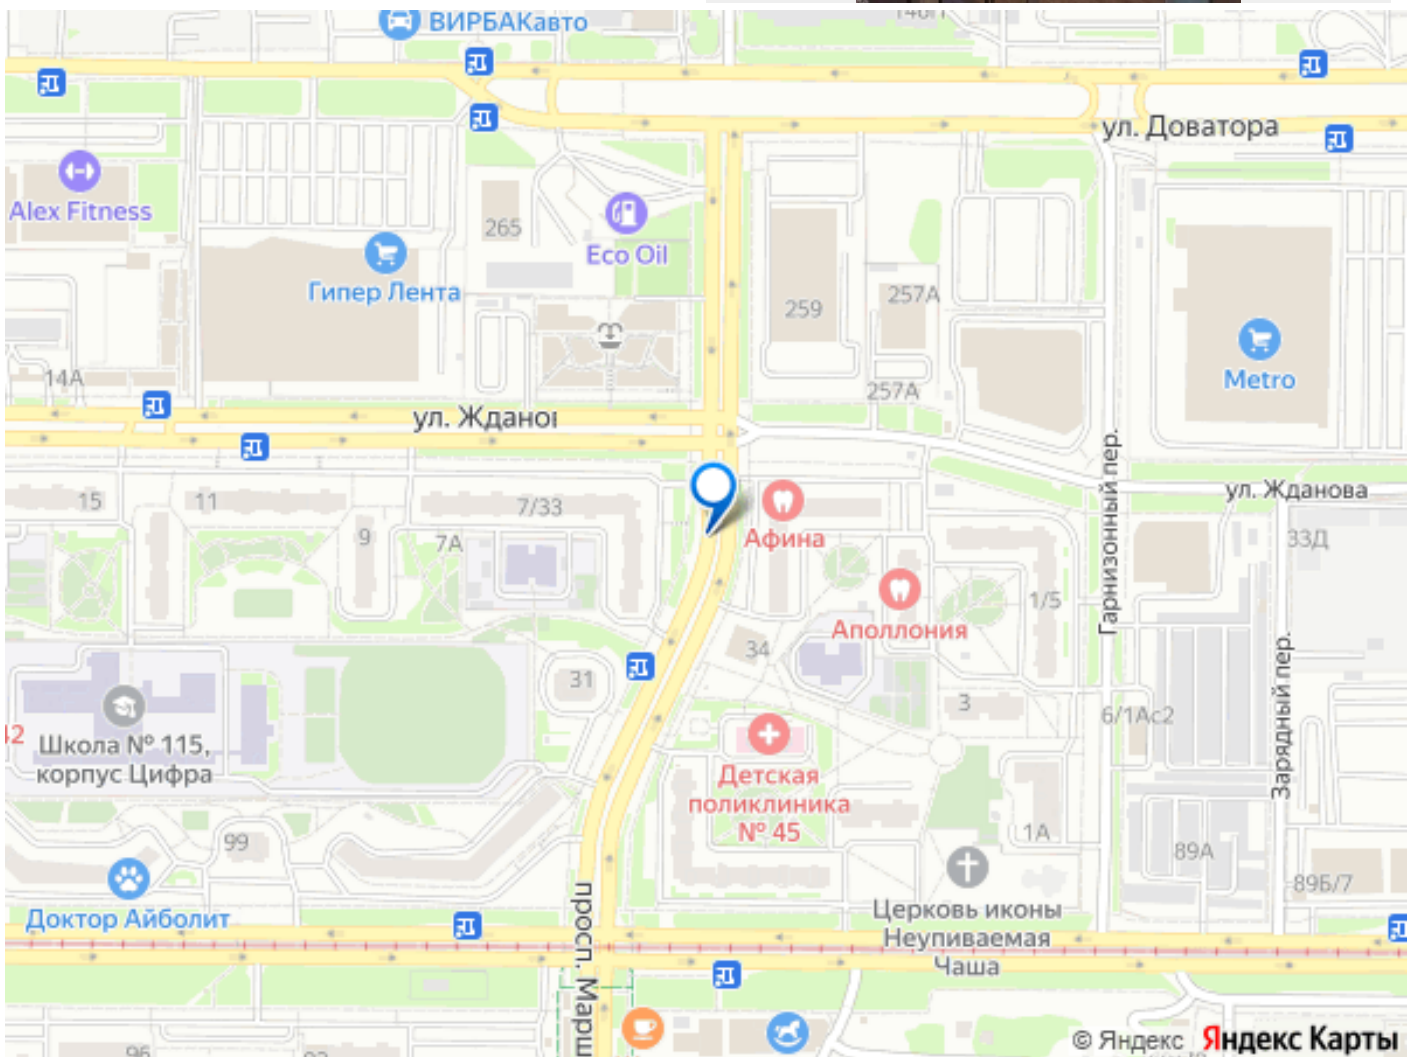 ВИРБАКавто
ул. Доватора
Alex Fitness
265
Eco Oil
Гипер Лента
259
257А
Metro
14А
257А
ул. Жданов
ул. Жданова
15
11
7/33
9
7А
Афина
Гарнизонный пер.
33Д
1/5
Аполлония
34
31
3
6/1Ас2
Зарядный пер.
Школа № 115,
корпус Цифра
Детская
поликлиника
№ 45
99
1А
89А
89Б/7
Доктор Айболит
Церковь иконы
Неупиваемая
Чаша
просп. Марш
96
© Яндекс Яндекс Карты